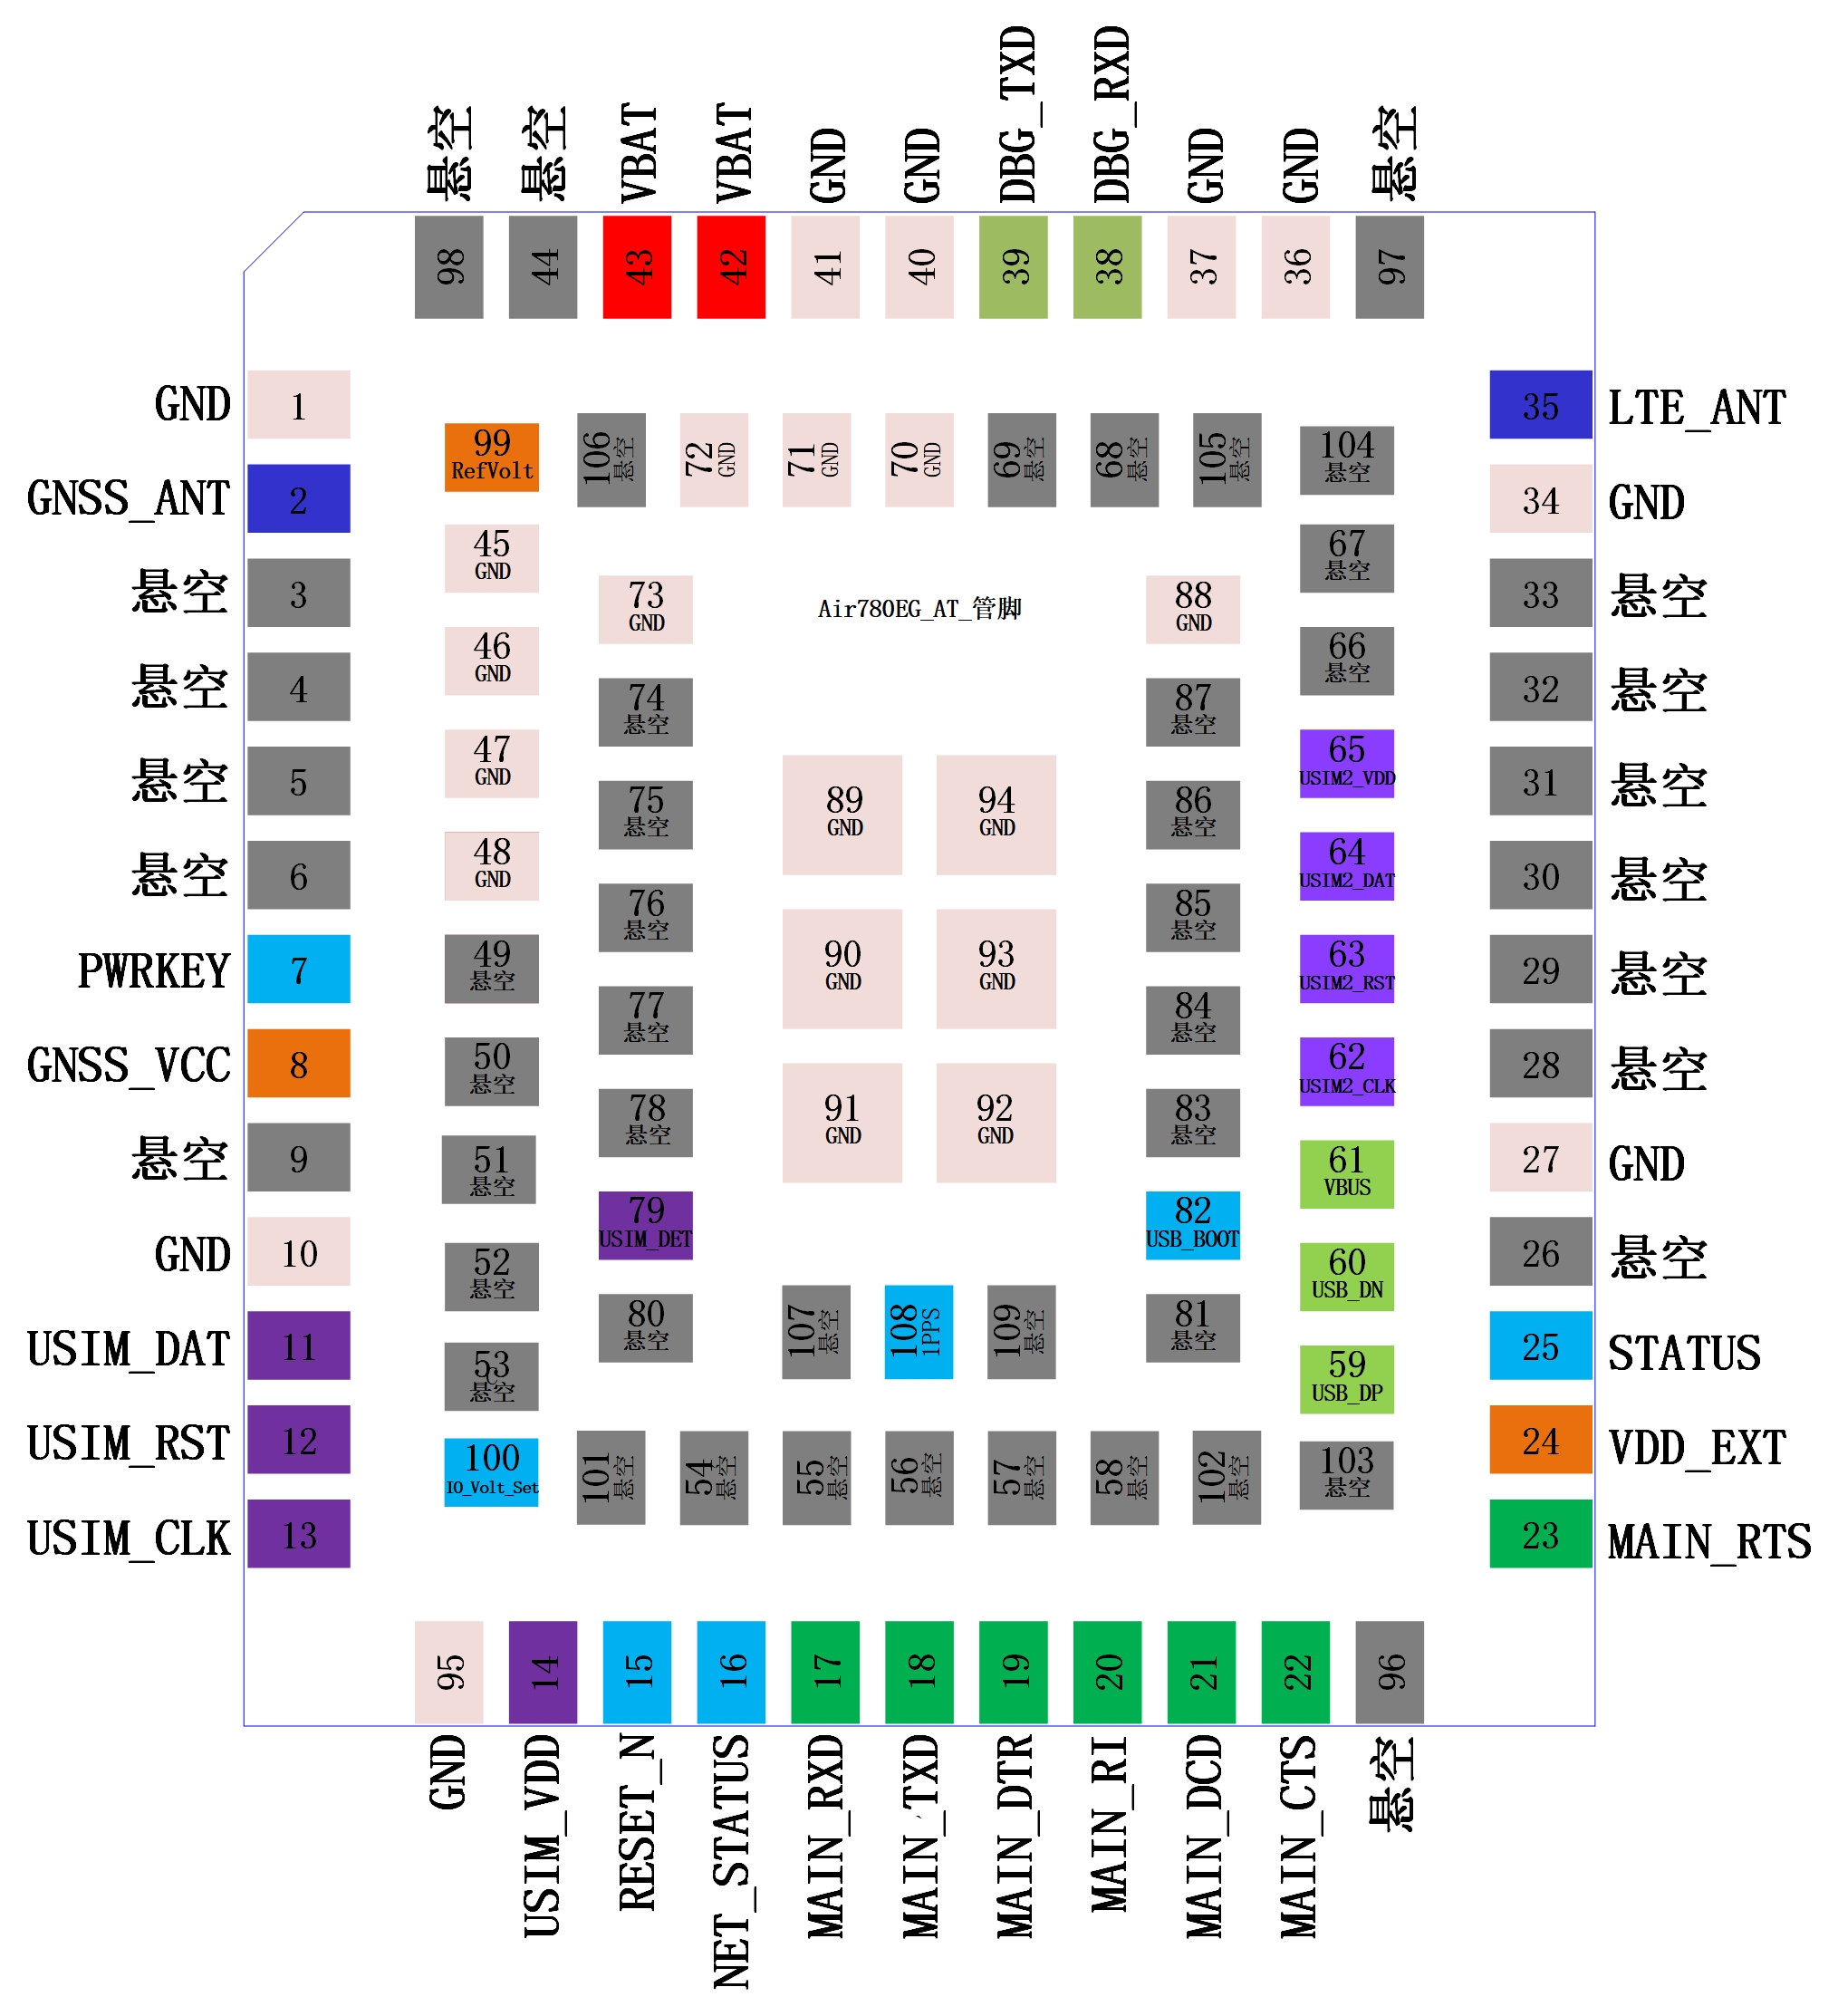 悬空
悬空
VBAT
VBAT
GND
GND
DBG_TXD
DBG_RXD
GND
GND
悬空
98
44
43
42
41
40
39
38
37
36
97
GND
1
GNSS_ANT
2
悬空
3
悬空
4
悬空
5
悬空
6
PWRKEY
7
GNSS_VCC
8
悬空
9
GND
10
USIM_DAT
11
USIM_RST
12
USIM_CLK
13
99
RefVolt
45
GND
46
GND
47
GND
48
GND
49
悬空
50
悬空
51
悬空
52
悬空
53
C
悬空
100
IO_Volt_Set
106
悬空
72
GND
71
GND
70
GND
69
悬空
68
悬空
105
悬空
104
悬空
Air780EG_AT_管脚
73
GND
74
悬空
75
悬空
76
悬空
77
悬空
78
悬空
79
USIM_DET
80
悬空
89
GND
94
GND
90
GND
93
GND
91
GND
92
GND
107
悬空
108
1PPS
109
悬空
88
GND
87
悬空
86
悬空
85
悬空
84
悬空
83
悬空
82
USB_BOOT
81
悬空
67
悬空
66
悬空
65
USIM2_VDD
64
USIM2_DAT
63
USIM2_RST
62
USIM2_CLK
61
VBUS
60
USB_DN
59
USB_DP
103
悬空
101
悬空
54
悬空
55
悬空
56
悬空
57
悬空
58
悬空
102
悬空
35
LTE_ANT
34
GND
33
悬空
32
悬空
31
悬空
30
悬空
29
悬空
28
悬空
27
GND
26
悬空
25
STATUS
24
VDD_EXT
23
MAIN_RTS
95
14
15
16
17
18
19
20
21
22
96
GND
USIM_VDD
RESET_N
NET_STATUS
MAIN_RXD
MAIN_TXD
MAIN_DTR
MAIN_RI
MAIN_DCD
MAIN_CTS
悬空